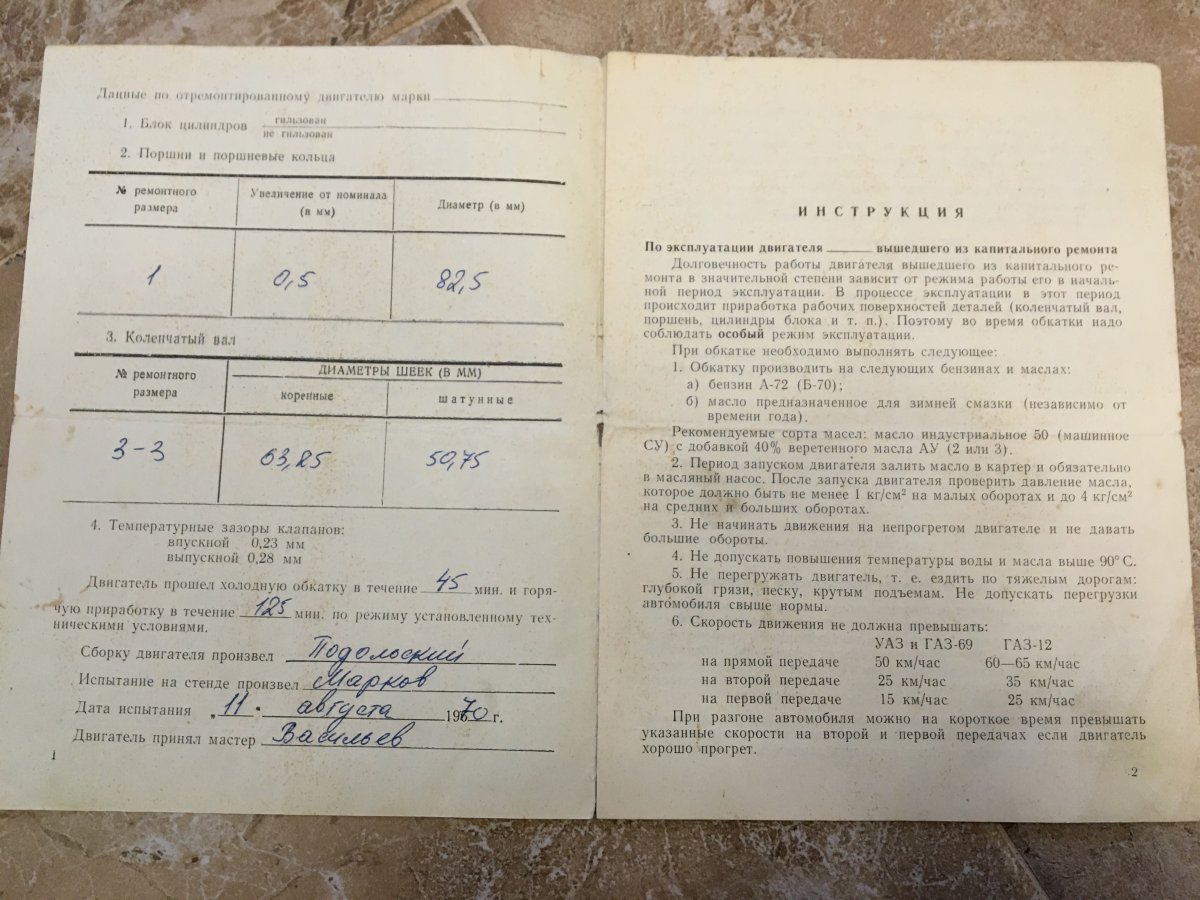 Данные по отремонтированному двигателю марки
1. Блок цилиндров гильзован
не гильзован
2. Поршни и поршневые кольца
№ ремонтного размера Увеличение от номинала (в мм) Диаметр (в мм)
1 0,5 82,5
3. Коленчатый вал
№ ремонтного размера ДИАМЕТРЫ ШЕЕК (В ММ)
коренные шатунные
3-3 63,25 50,75
4. Температурные зазоры клапанов:
впускной 0,23 мм
выпускной 0,28 мм
Двигатель прошел холодную обкатку в течение 45 мин. и горя-
чую приработку в течение 125 мин. по режиму установленному тех-
ническими условиями.
Сборку двигателя произвел Подольский
Испытание на стенде произвел Марков
Дата испытания „11" августа 1970 г.
Двигатель принял мастер Васильев
1
ИНСТРУКЦИЯ
По эксплуатации двигателя ______ вышедшего из капитального ремонта
Долговечность работы двигателя вышедшего из капитального ре-
монта в значительной степени зависит от режима работы его в началь-
ной период эксплуатации. В процессе эксплуатации в этот период
происходит приработка рабочих поверхностей деталей (коленчатый вал,
поршень, цилиндры блока и т. п.). Поэтому во время обкатки надо
соблюдать особый режим эксплуатации.
При обкатке необходимо выполнять следующее:
1. Обкатку производить на следующих бензинах и маслах:
а) бензин А-72 (Б-70);
б) масло предназначенное для зимней смазки (независимо от
времени года).
Рекомендуемые сорта масел: масло индустриальное 50 (машинное
СУ) с добавкой 40% веретенного масла АУ (2 или 3).
2. Период запуском двигателя залить масло в картер и обязательно
в масляный насос. После запуска двигателя проверить давление масла,
которое должно быть не менее 1 кг/см² на малых оборотах и до 4 кг/см²
на средних и больших оборотах.
3. Не начинать движения на непрогретом двигателе и не давать
большие обороты.
4. Не допускать повышения температуры воды и масла выше 90° С.
5. Не перегружать двигатель, т. е. ездить по тяжелым дорогам:
глубокой грязи, песку, крутым подъемам. Не допускать перегрузки
автомобиля свыше нормы.
6. Скорость движения не должна превышать:
УАЗ и ГАЗ-69 ГАЗ-12
на прямой передаче 50 км/час 60—65 км/час
на второй передаче 25 км/час 35 км/час
на первой передаче 15 км/час 25 км/час
При разгоне автомобиля можно на короткое время превышать
указанные скорости на второй и первой передачах если двигатель
хорошо прогрет.
2